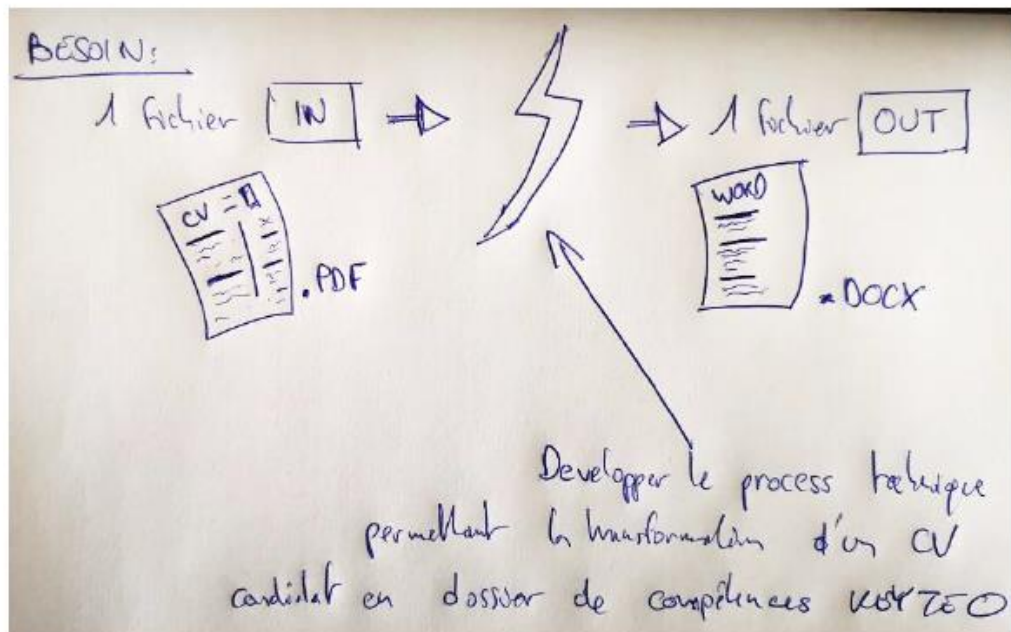 BESOIN:
1 fichier IN 1 fichier OUT
CV
WORD
.PDF
.DOCX
Developper le process technique
permettant la transformation d'un CV
candidat en dossier de compétences KEYZEO